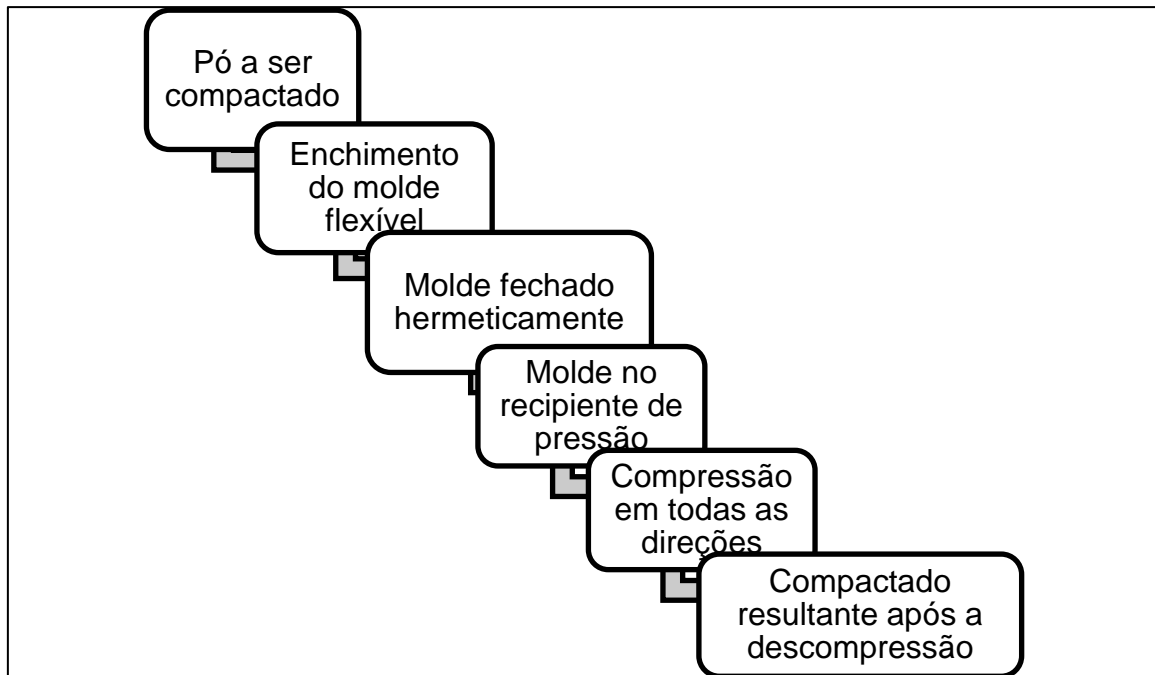 Pó a ser
compactado
Enchimento
do molde
flexível
Molde fechado
hermeticamente
Molde no
recipiente de
pressão
Compressão
em todas as
direções
Compactado
resultante após a
descompressão